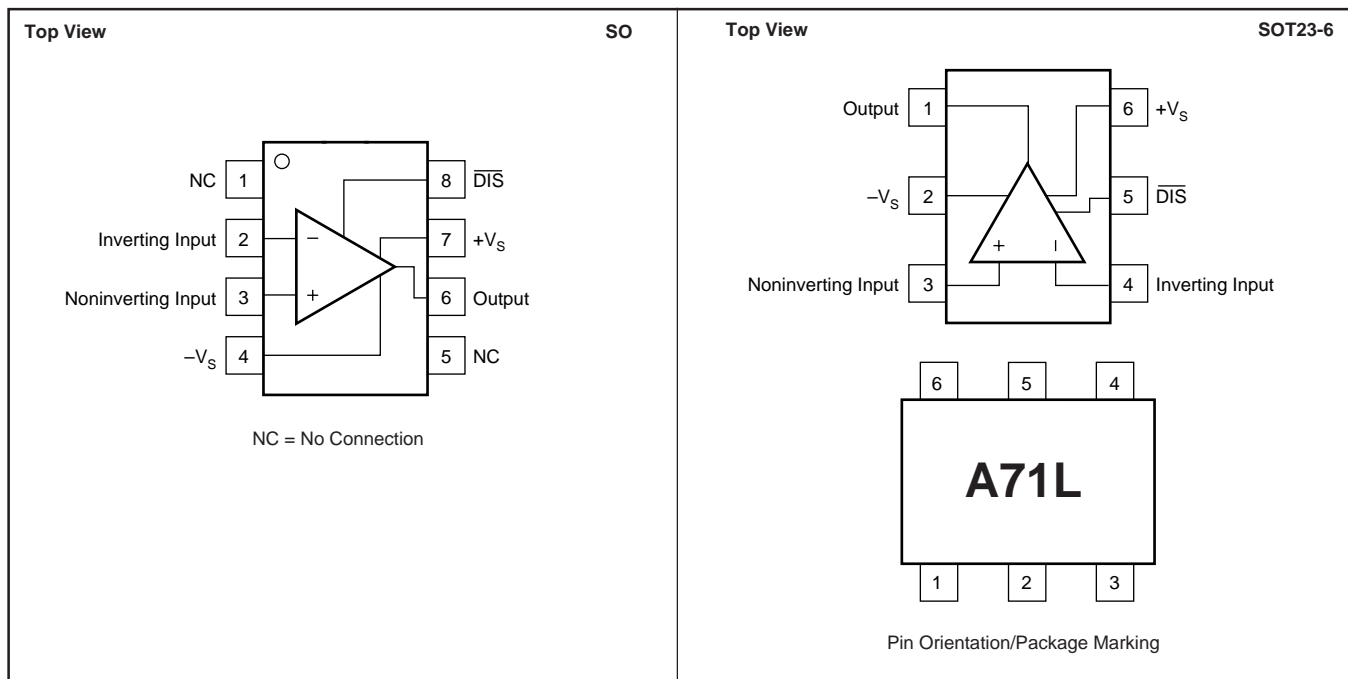 Top View SO
NC 1 8 DIS
Inverting Input 2 − 7 +VS
Noninverting Input 3 + 6 Output
−VS 4 5 NC
NC = No Connection
Top View SOT23-6
Output 1 6 +VS
−VS 2 5 DIS
+ −
Noninverting Input 3 4 Inverting Input
6 5 4
A71L
1 2 3
Pin Orientation/Package Marking